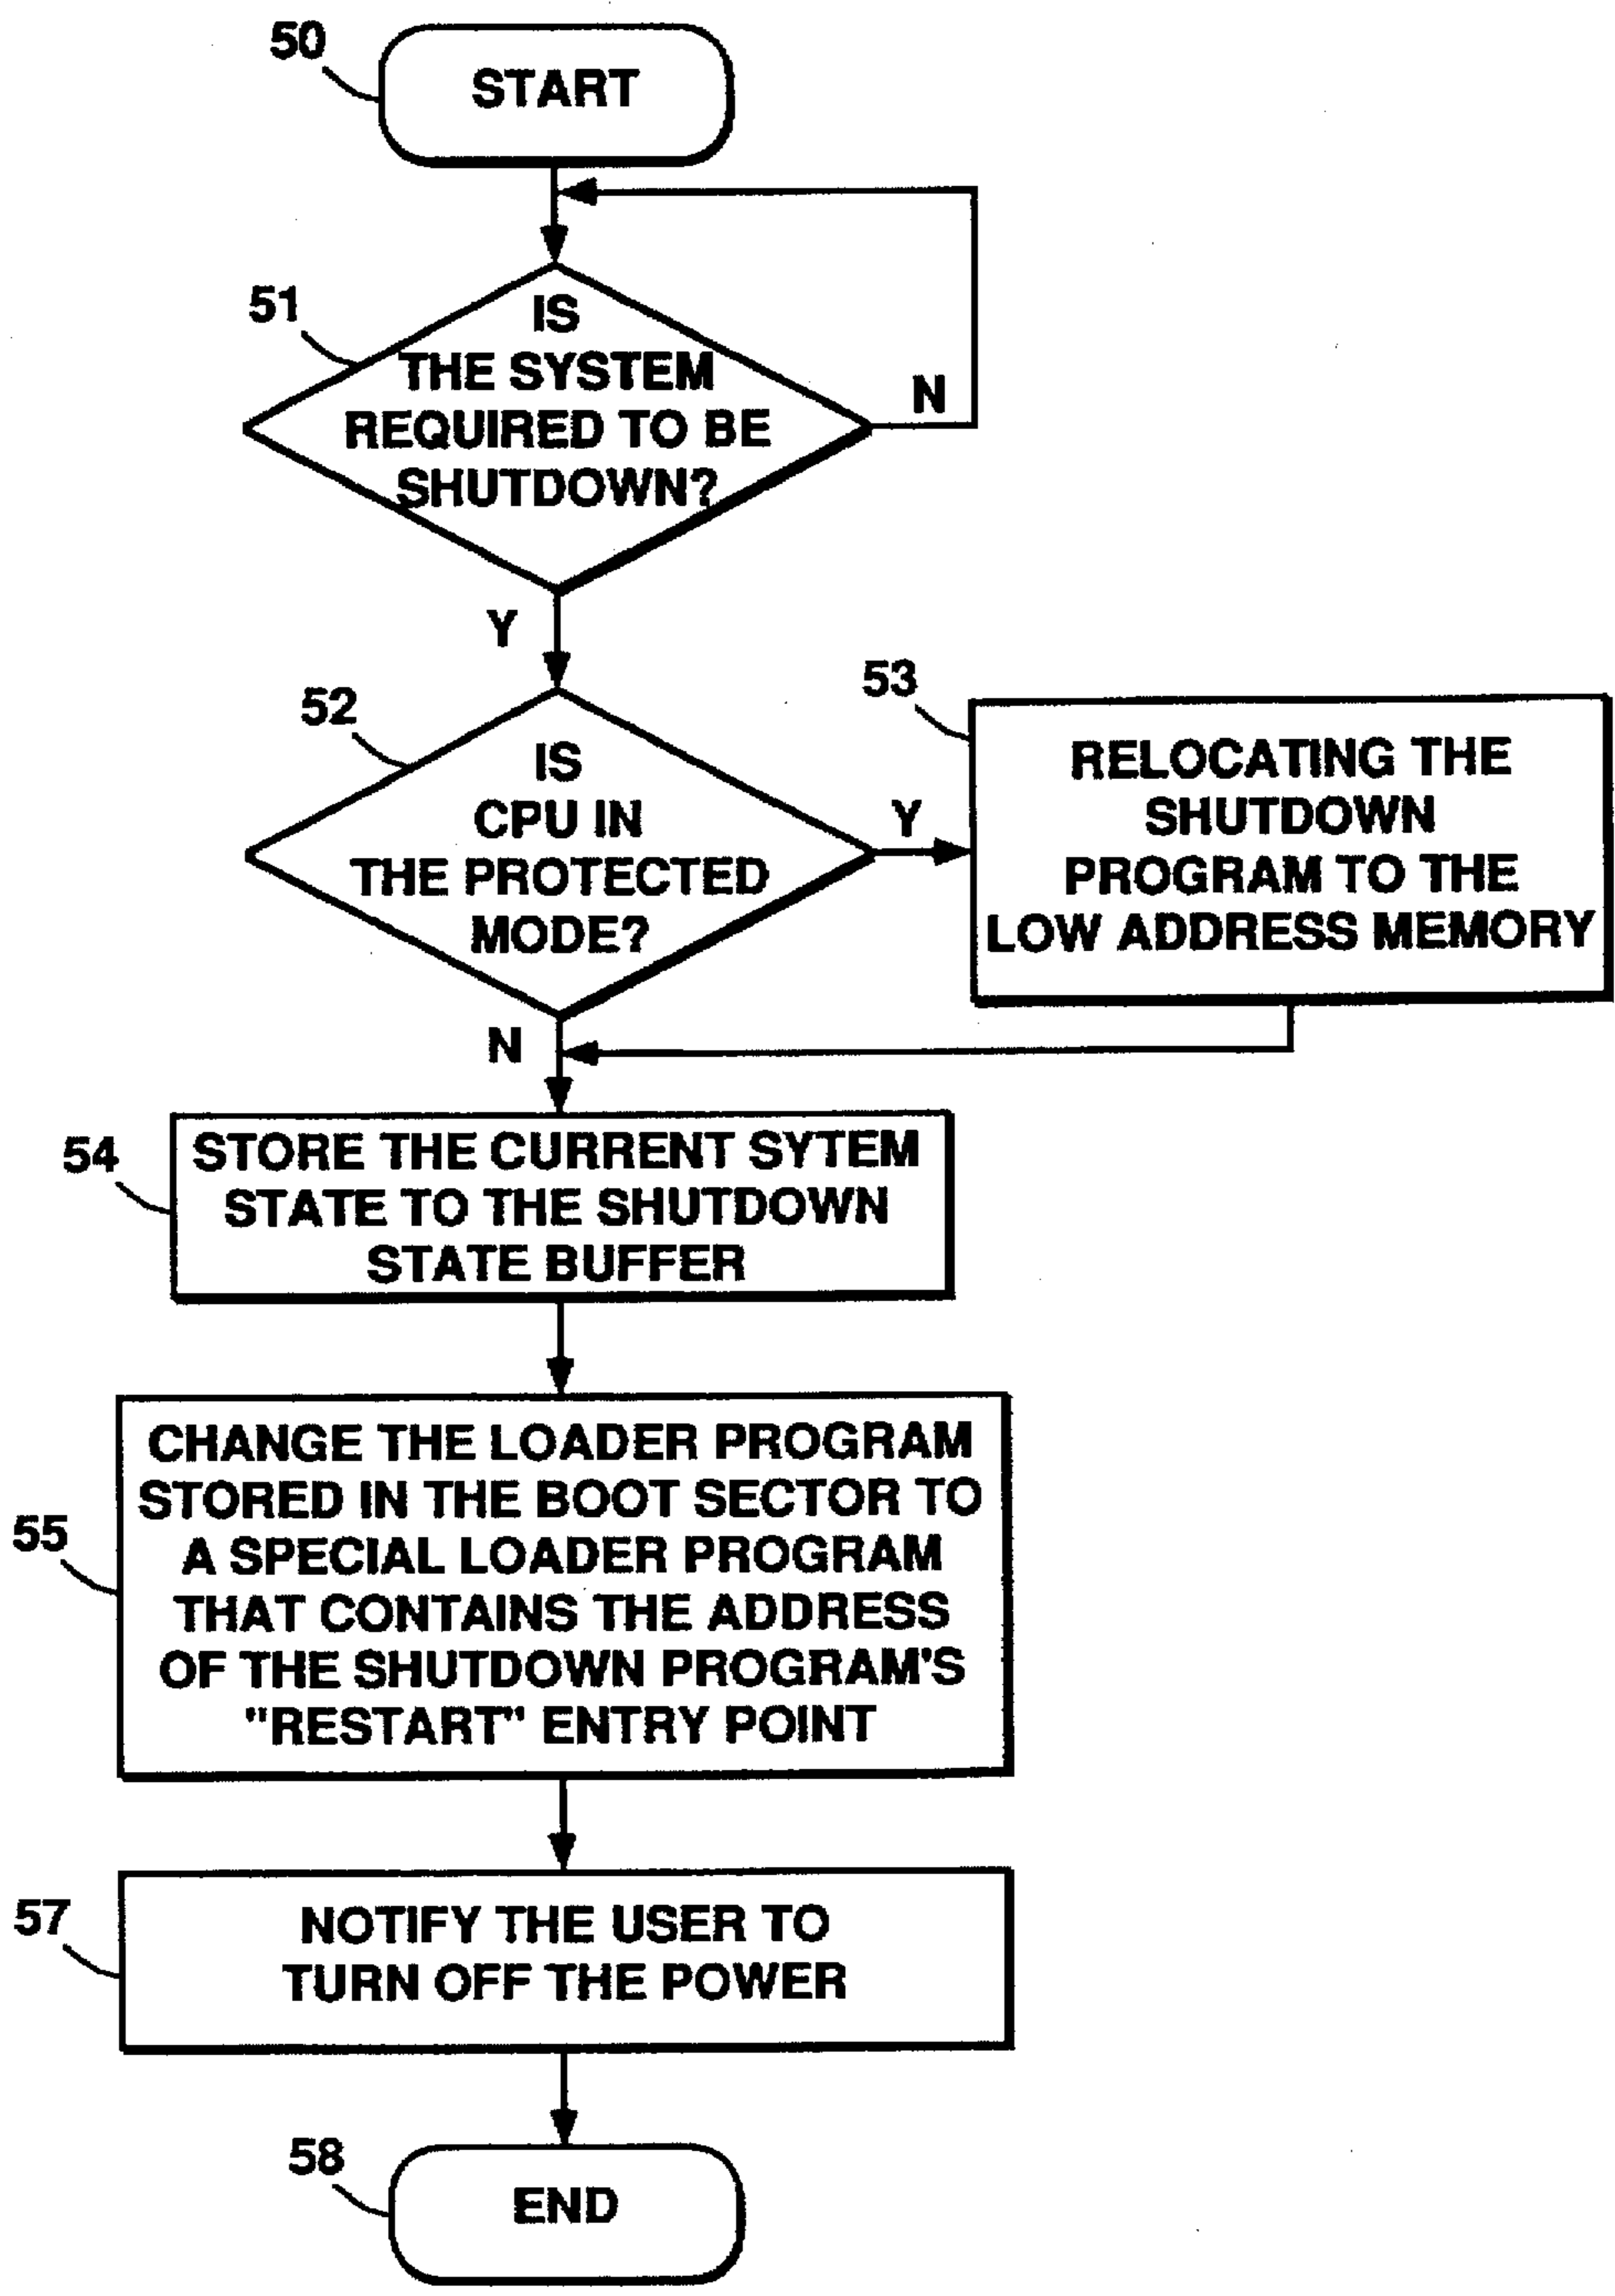 50
START
51
IS
THE SYSTEM
REQUIRED TO BE
SHUTDOWN?
N
Y
52
IS
CPU IN
THE PROTECTED
MODE?
Y
53
RELOCATING THE
SHUTDOWN
PROGRAM TO THE
LOW ADDRESS MEMORY
N
54
STORE THE CURRENT SYTEM
STATE TO THE SHUTDOWN
STATE BUFFER
55
CHANGE THE LOADER PROGRAM
STORED IN THE BOOT SECTOR TO
A SPECIAL LOADER PROGRAM
THAT CONTAINS THE ADDRESS
OF THE SHUTDOWN PROGRAM'S
"RESTART" ENTRY POINT
57
NOTIFY THE USER TO
TURN OFF THE POWER
58
END